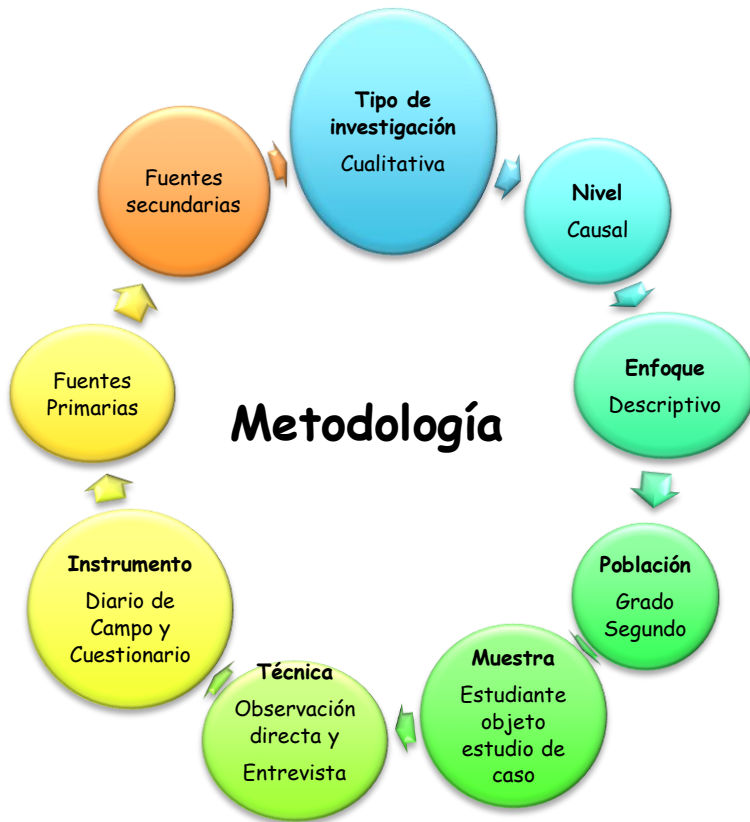 Tipo de
investigación
Cualitativa
Nivel
Causal
Enfoque
Descriptivo
Población
Grado
Segundo
Muestra
Estudiante
objeto
estudio de
caso
Técnica
Observación
directa y
Entrevista
Instrumento
Diario de
Campo y
Cuestionario
Fuentes
Primarias
Fuentes
secundarias
Metodología